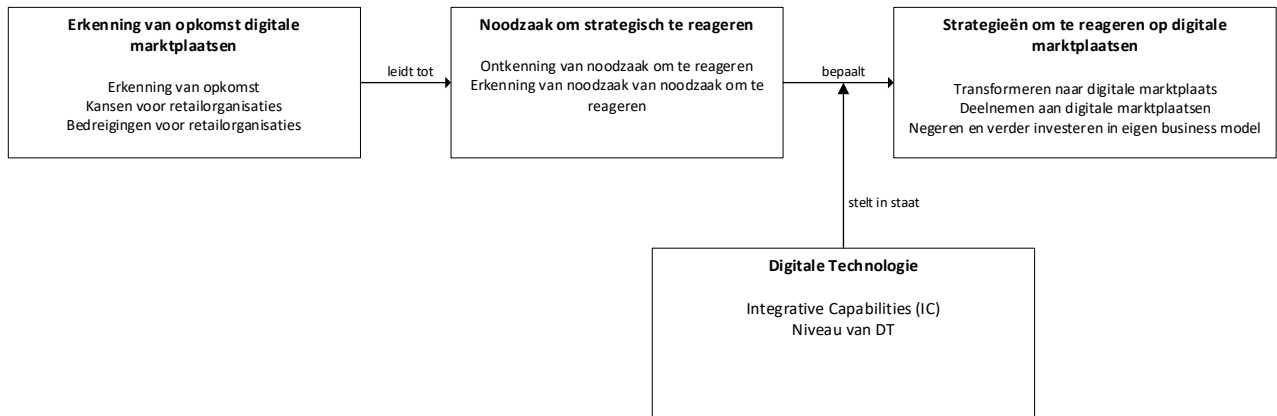 Erkenning van opkomst digitale
marktplaatsen
Erkenning van opkomst
Kansen voor retailorganisaties
Bedreigingen voor retailorganisaties
leidt tot
Noodzaak om strategisch te reageren
Ontkenning van noodzaak om te reageren
Erkenning van noodzaak van noodzaak om te
reageren
bepaalt
Strategieën om te reageren op digitale
marktplaatsen
Transformeren naar digitale marktplaats
Deelnemen aan digitale marktplaatsen
Negeren en verder investeren in eigen business model
stelt in staat
Digitale Technologie
Integrative Capabilities (IC)
Niveau van DT